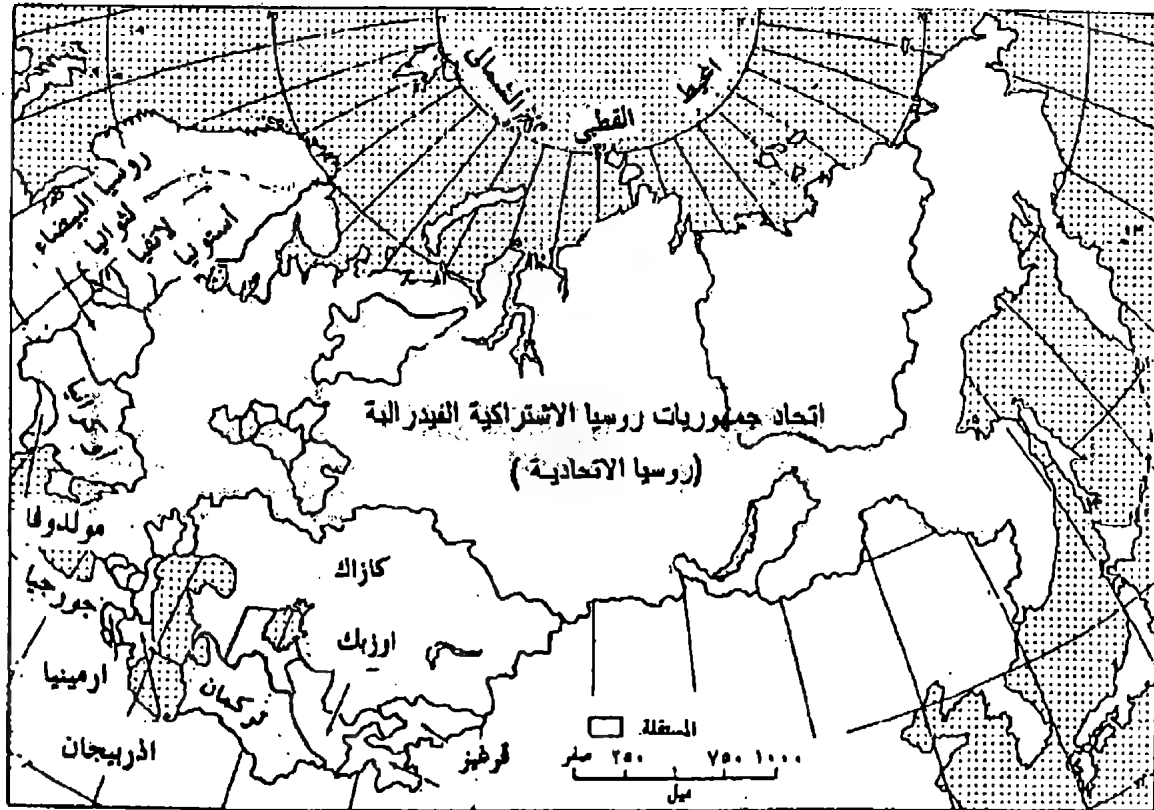 المحيط
القطبي
الشمالي
روسيا البيضاء
لثوانيا
لاتفيا
استونيا
اتحاد جمهوريات روسيا الاشتراكية الفيدرالية
(روسيا الاتحادية)
مولدوفا
جورجيا
ارمينيا
اذربيجان
كازاك
اوزبك
تركمان
قرغيز
المستقلة
صفر ٢٥٠ ٧٥٠ ١٠٠٠
ميل